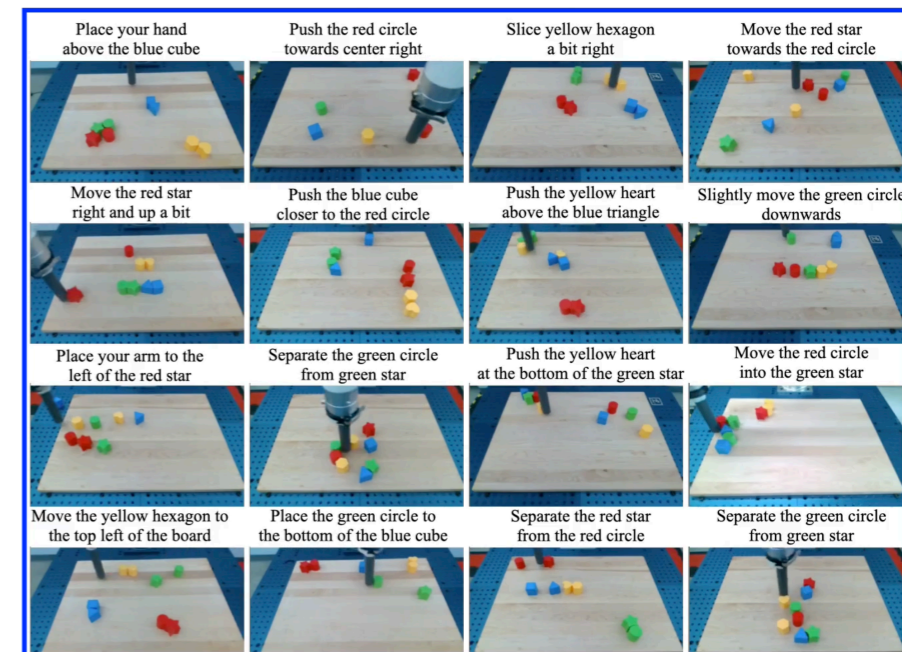 Place your hand
above the blue cube
Push the red circle
towards center right
Slice yellow hexagon
a bit right
Move the red star
towards the red circle
Move the red star
right and up a bit
Push the blue cube
closer to the red circle
Push the yellow heart
above the blue triangle
Slightly move the green circle
downwards
Place your arm to the
left of the red star
Separate the green circle
from green star
Push the yellow heart
at the bottom of the green star
Move the red circle
into the green star
Move the yellow hexagon to
the top left of the board
Place the green circle to
the bottom of the blue cube
Separate the red star
from the red circle
Separate the green circle
from green star